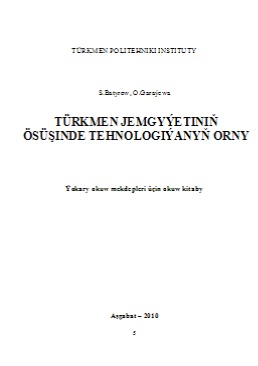 TÜRKMEN POLITEHNIKI INSTITUTY
S.Batyrow, O.Garajewa
TÜRKMEN JEMGYÝETINIŇ
ÖSÜŞINDE TEHNOLOGIÝANYŇ ORNY
Ýokary okuw mekdepleri üçin okuw kitaby
Aşgabat – 2010
5